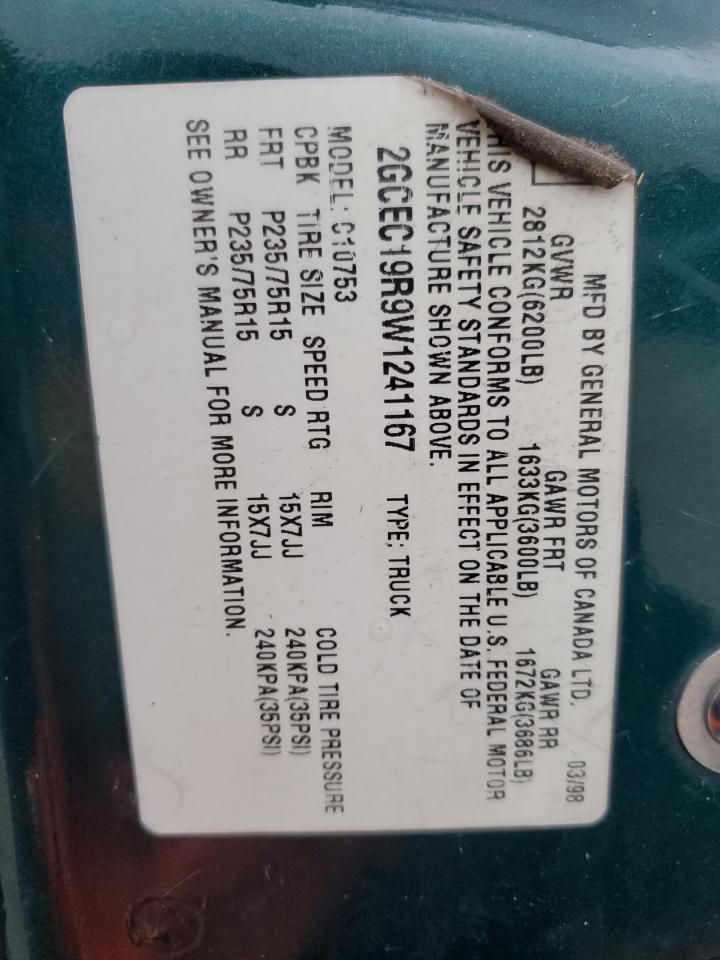 MFD BY GENERAL MOTORS OF CANADA LTD. 03/98
GVWR GAWR FRT GAWR RR
2812KG(6200LB) 1633KG(3600LB) 1672KG(3686LB)
HIS VEHICLE CONFORMS TO ALL APPLICABLE U.S. FEDERAL MOTOR
VEHICLE SAFETY STANDARDS IN EFFECT ON THE DATE OF
MANUFACTURE SHOWN ABOVE.
2GCEC19R9W1241167 TYPE: TRUCK
MODEL: C10753
CPBK TIRE SIZE SPEED RTG RIM COLD TIRE PRESSURE
FRT P235/75R15 S 15X7JJ 240KPA(35PSI)
RR P235/75R15 S 15X7JJ 240KPA(35PSI)
SEE OWNER'S MANUAL FOR MORE INFORMATION.